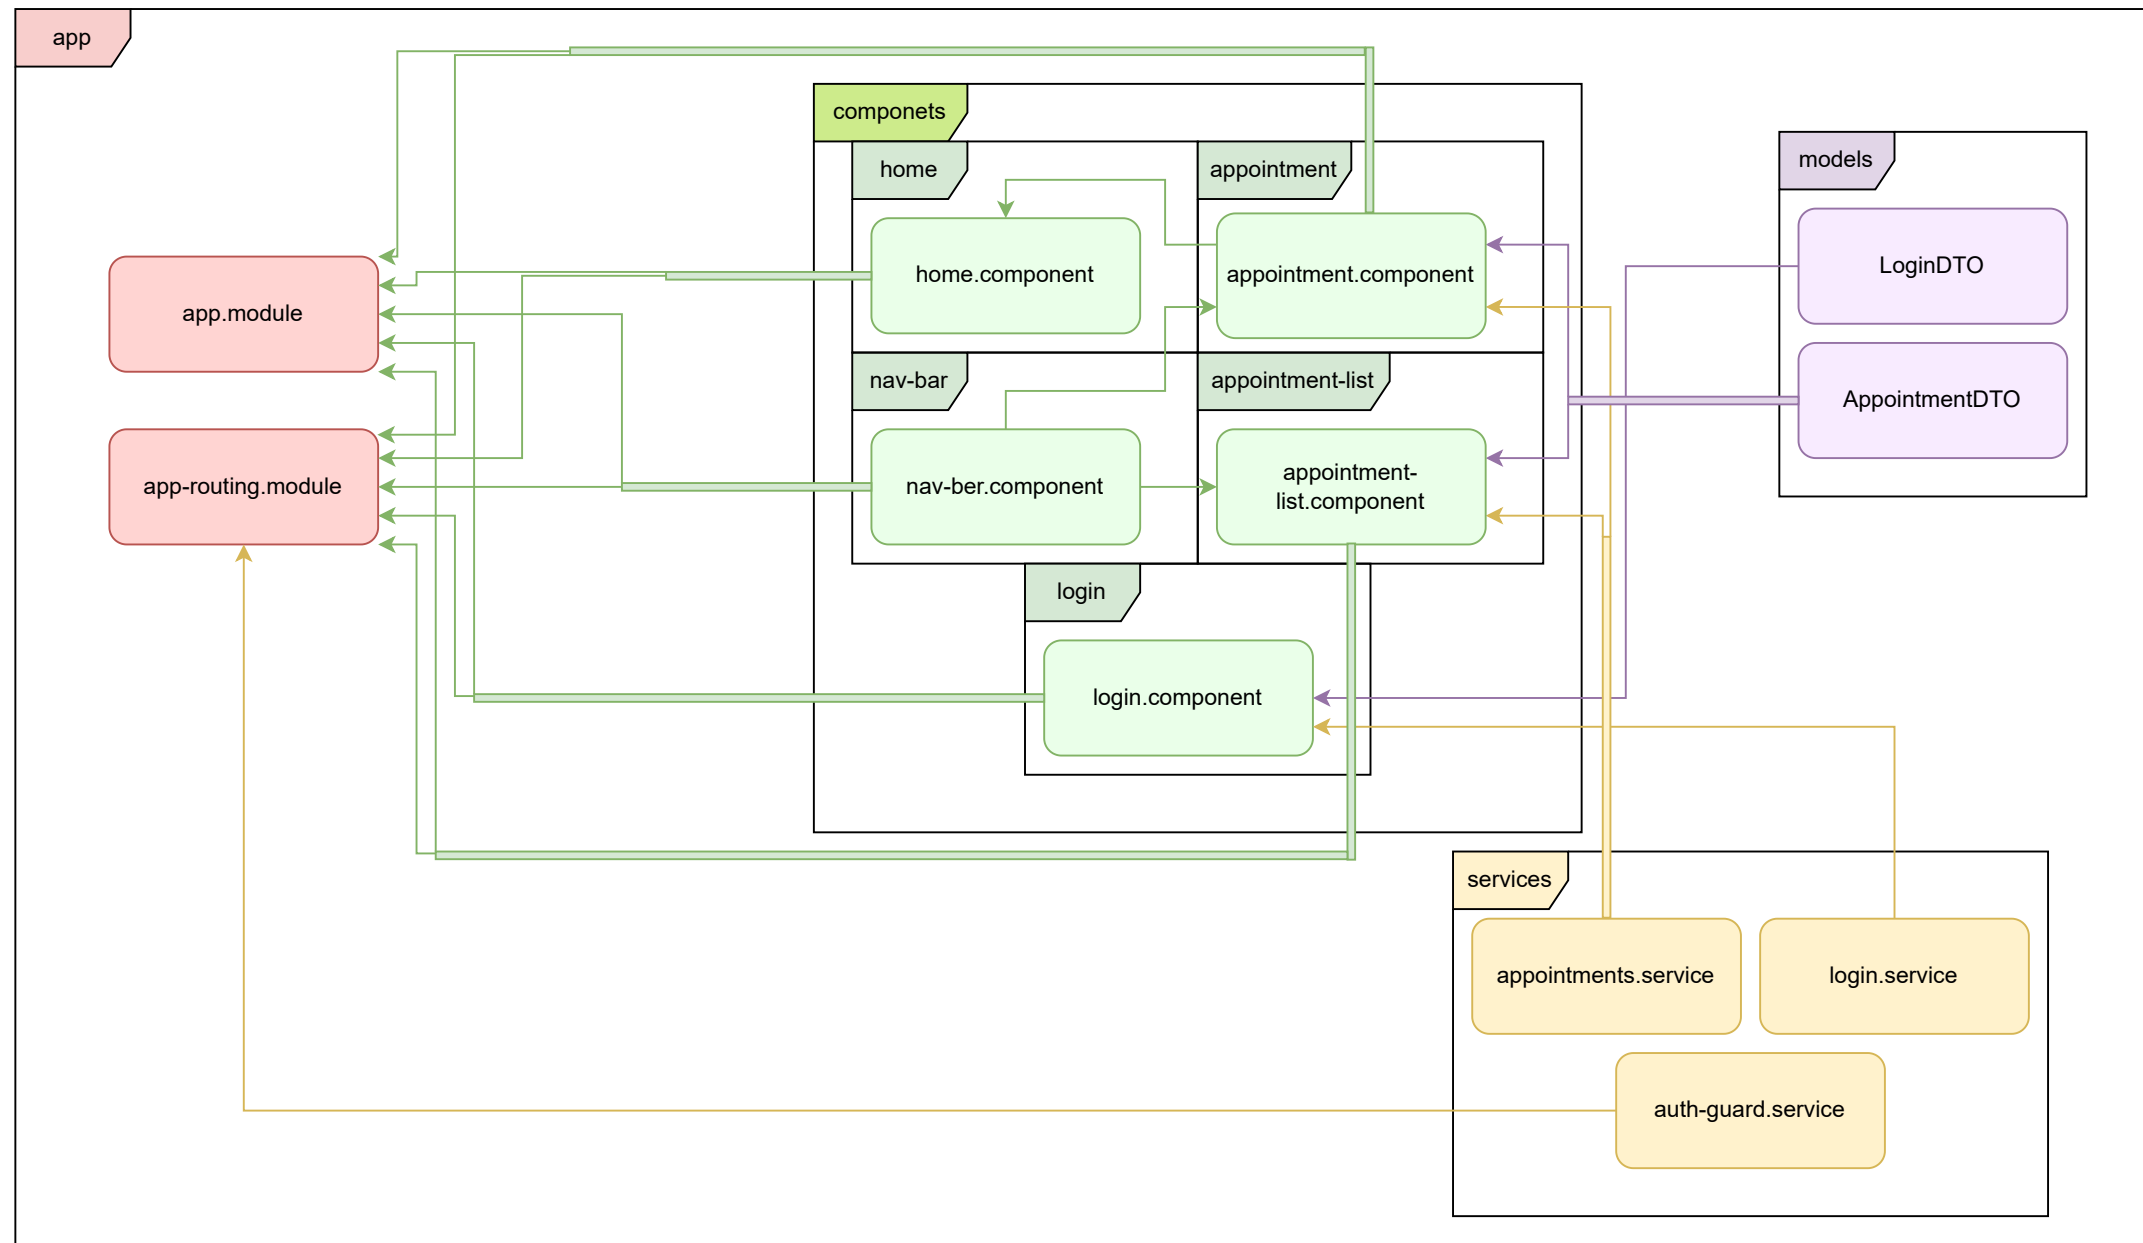 app
componets
home
appointment
models
home.component
appointment.component
LoginDTO
app.module
nav-bar
appointment-list
AppointmentDTO
app-routing.module
nav-ber.component
appointment-
list.component
login
login.component
services
appointments.service
login.service
auth-guard.service